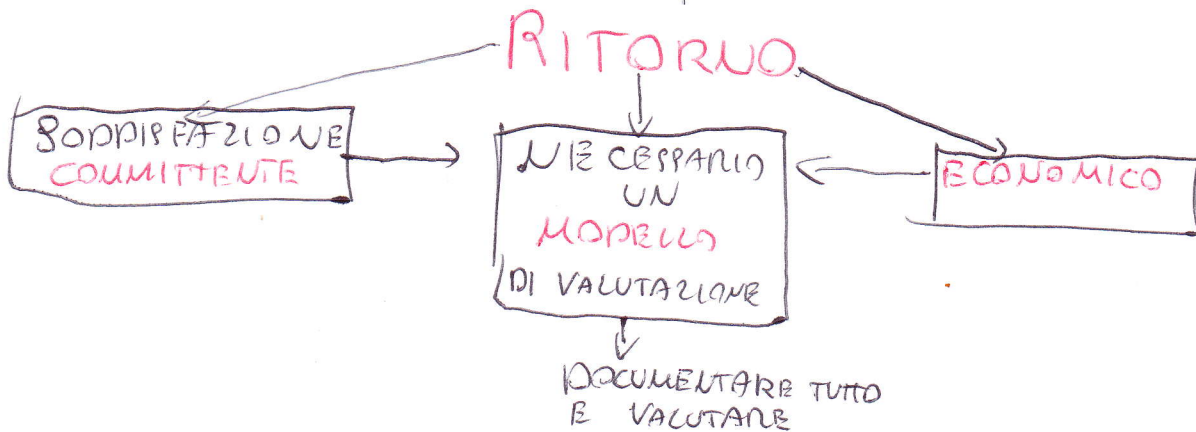 RITORNO
SODDISFAZIONE
COMMITTENTE
NECESSARIO
UN
MODELLO
DI VALUTAZIONE
ECONOMICO
DOCUMENTARE TUTTO
E VALUTARE